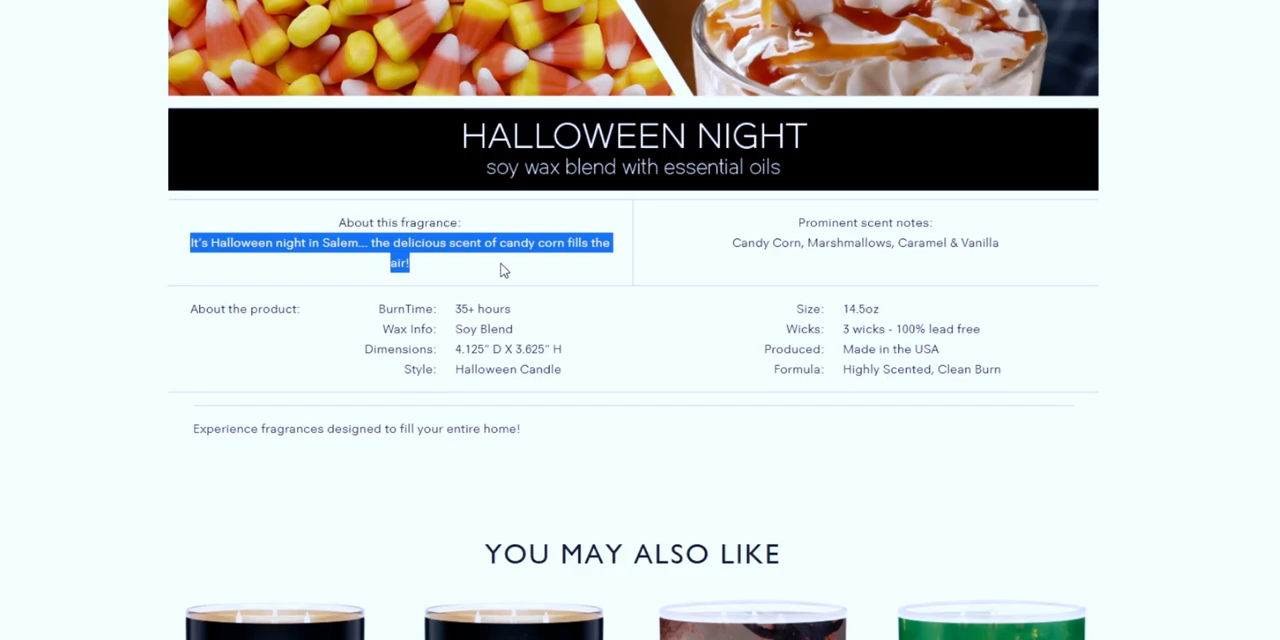 HALLOWEEN NIGHT
soy wax blend with essential oils
About this fragrance:
It's Halloween night in Salem... the delicious scent of candy corn fills the
air!
Prominent scent notes:
Candy Corn, Marshmallows, Caramel & Vanilla
About the product:
BurnTime: 35+ hours
Wax Info: Soy Blend
Dimensions: 4.125" D X 3.625" H
Style: Halloween Candle
Size: 14.5oz
Wicks: 3 wicks - 100% lead free
Produced: Made in the USA
Formula: Highly Scented, Clean Burn
Experience fragrances designed to fill your entire home!
YOU MAY ALSO LIKE